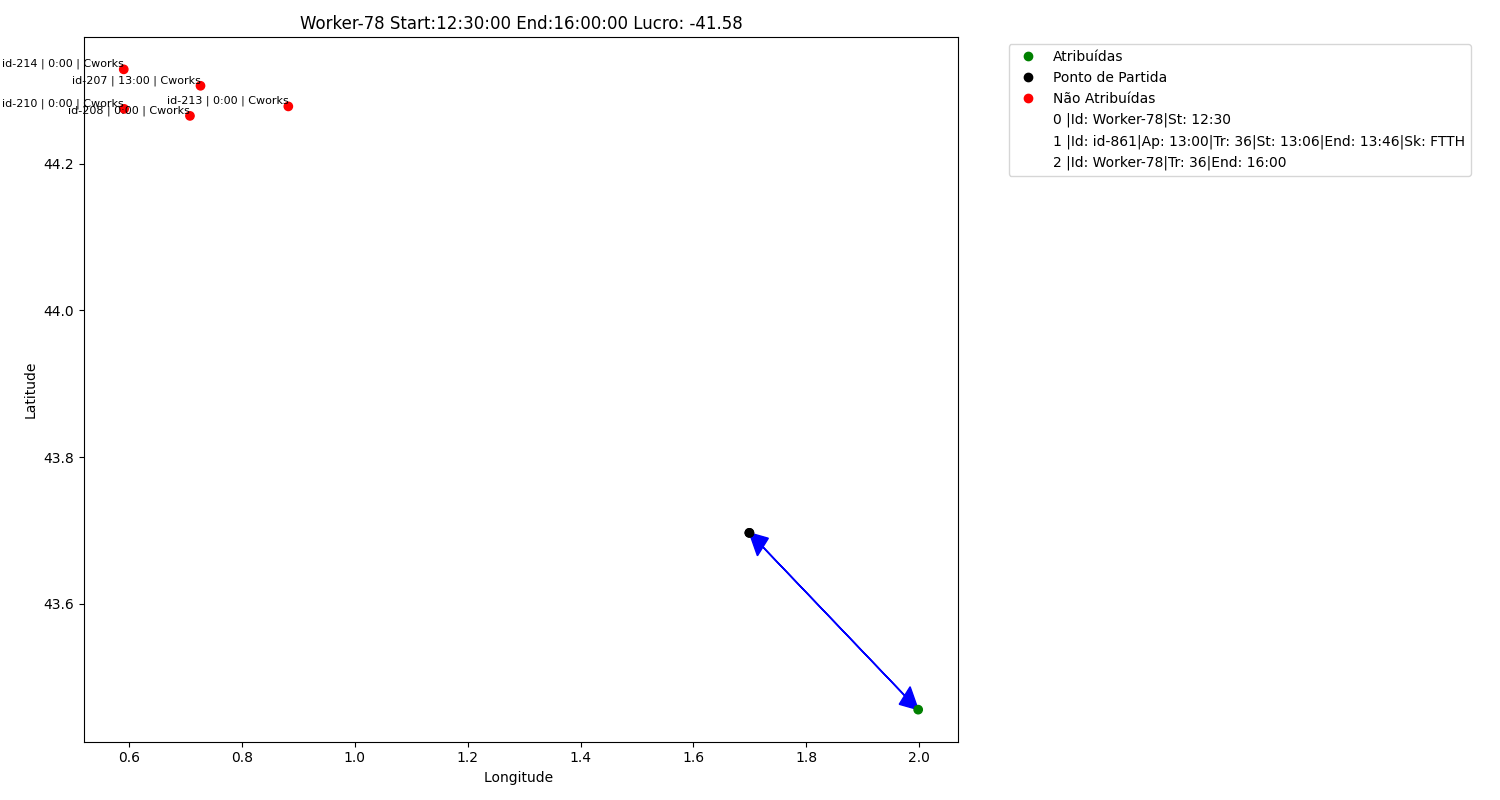 Worker-78 Start:12:30:00 End:16:00:00 Lucro: -41.58
id-214 | 0:00 | Cworks
id-207 | 13:00 | Cworks
id-210 | 0:00 | Cworks
id-213 | 0:00 | Cworks
id-208 | 0:00 | Cworks
44.2
44.0
43.8
43.6
Latitude
0.6 0.8 1.0 1.2 1.4 1.6 1.8 2.0
Longitude
Atribuídas
Ponto de Partida
Não Atribuídas
0 |Id: Worker-78|St: 12:30
1 |Id: id-861|Ap: 13:00|Tr: 36|St: 13:06|End: 13:46|Sk: FTTH
2 |Id: Worker-78|Tr: 36|End: 16:00